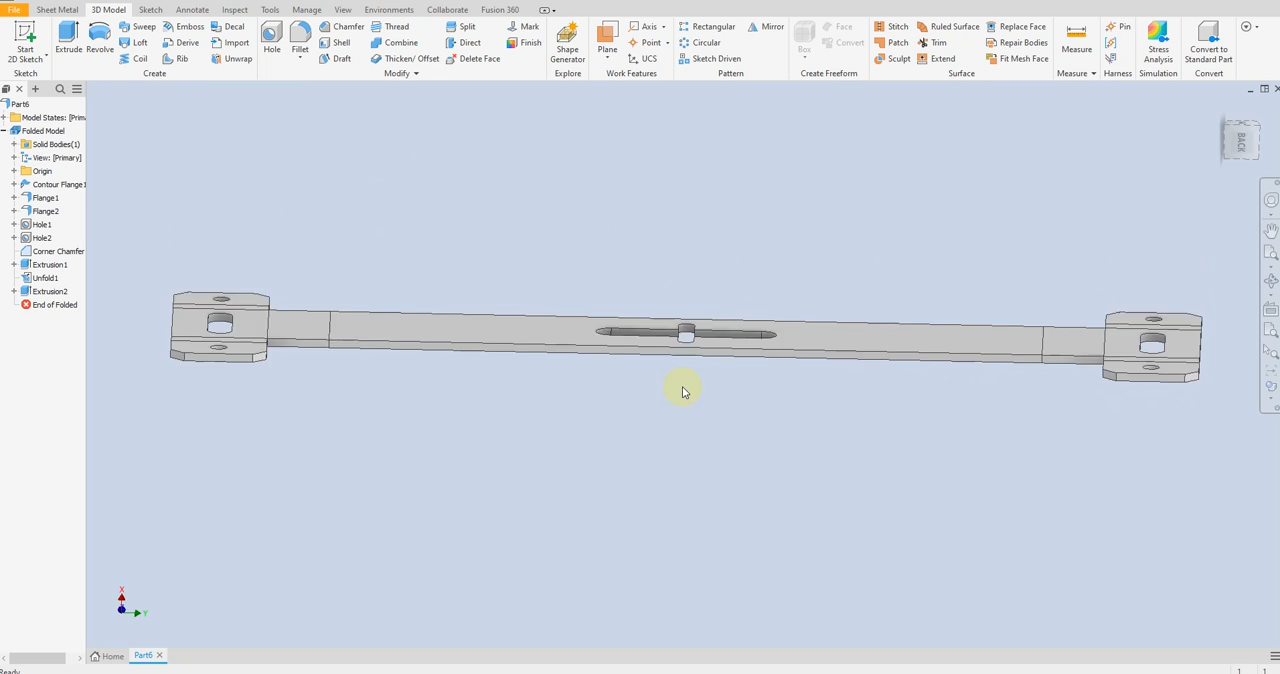 File Sheet Metal 3D Model Sketch Annotate Inspect Tools Manage View Environments Collaborate Fusion 360
Start
2D Sketch
Sketch
Extrude
Revolve
Sweep
Loft
Coil
Emboss
Derive
Rib
Decal
Import
Unwrap
Create
Hole
Fillet
Chamfer
Shell
Draft
Thread
Combine
Thicken/ Offset
Split
Direct
Delete Face
Mark
Finish
Modify
Shape
Generator
Explore
Plane
Axis
Point
UCS
Work Features
Rectangular
Circular
Sketch Driven
Mirror
Pattern
Box
Face
Convert
Create Freeform
Stitch
Patch
Sculpt
Ruled Surface
Trim
Extend
Replace Face
Repair Bodies
Fit Mesh Face
Surface
Measure
Measure
Pin
Harness
Stress
Analysis
Simulation
Convert to
Standard Part
Convert
Part6
Model States: [Prima
Folded Model
Solid Bodies(1)
View: [Primary]
Origin
Contour Flange1
Flange1
Flange2
Hole1
Hole2
Corner Chamfer
Extrusion1
Unfold1
Extrusion2
End of Folded
BACK
X
Y
Home
Part6
Ready
1 1